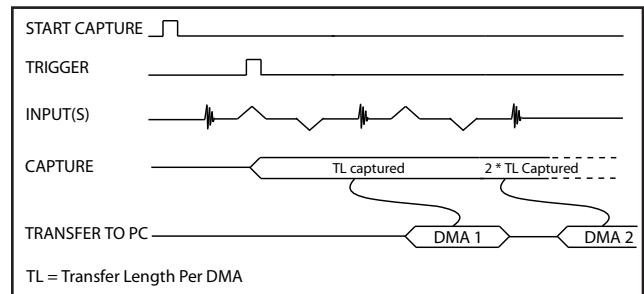 START CAPTURE
TRIGGER
INPUT(S)
CAPTURE
TL captured
2 * TL Captured
TRANSFER TO PC
DMA 1
DMA 2
TL = Transfer Length Per DMA